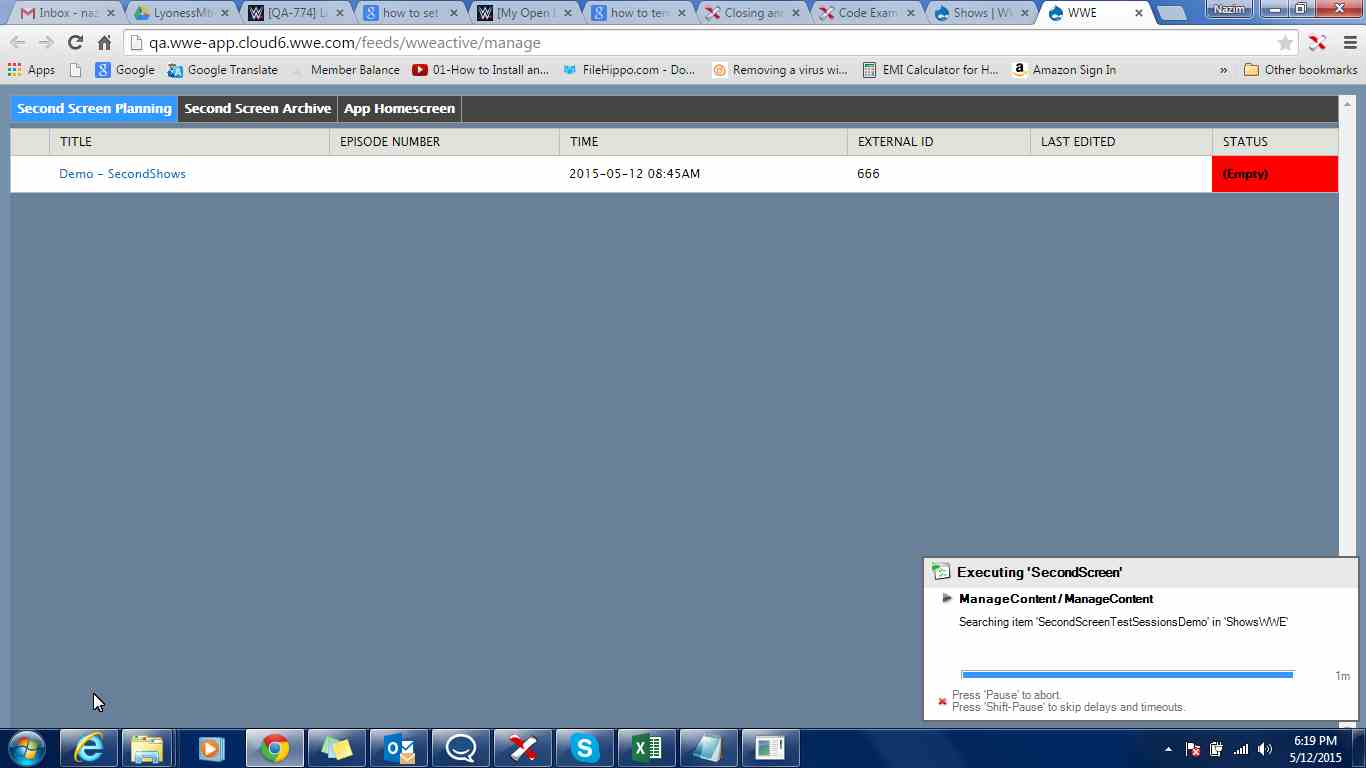 Inbox - naz
LyonessMb
[QA-774] L
how to set
[My Open I
how to ter
Closing an
Code Exam
Shows | W
WWE
Nazim
qa.wwe-app.cloud6.wwe.com/feeds/wweactive/manage
Apps
Google
Google Translate
Member Balance
01-How to Install an...
FileHippo.com - Do...
Removing a virus wi...
EMI Calculator for H...
Amazon Sign In
»
Other bookmarks
Second Screen Planning
Second Screen Archive
App Homescreen
TITLE
EPISODE NUMBER
TIME
EXTERNAL ID
LAST EDITED
STATUS
Demo - SecondShows
2015-05-12 08:45AM
666
(Empty)
Executing 'SecondScreen'
ManageContent / ManageContent
Searching item 'SecondScreenTestSessionsDemo' in 'ShowsWWE'
1m
Press 'Pause' to abort.
Press 'Shift-Pause' to skip delays and timeouts.
6:19 PM
5/12/2015